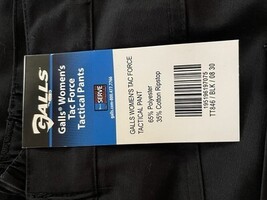 GALLS
Galls® Women's
Tac Force
Tactical Pants
SERVE
GALLS WOMEN'S TAC FORCE
TACTICAL PANT
65% Polyester
35% Cotton Ripstop
TT846 / BLK / 08 30